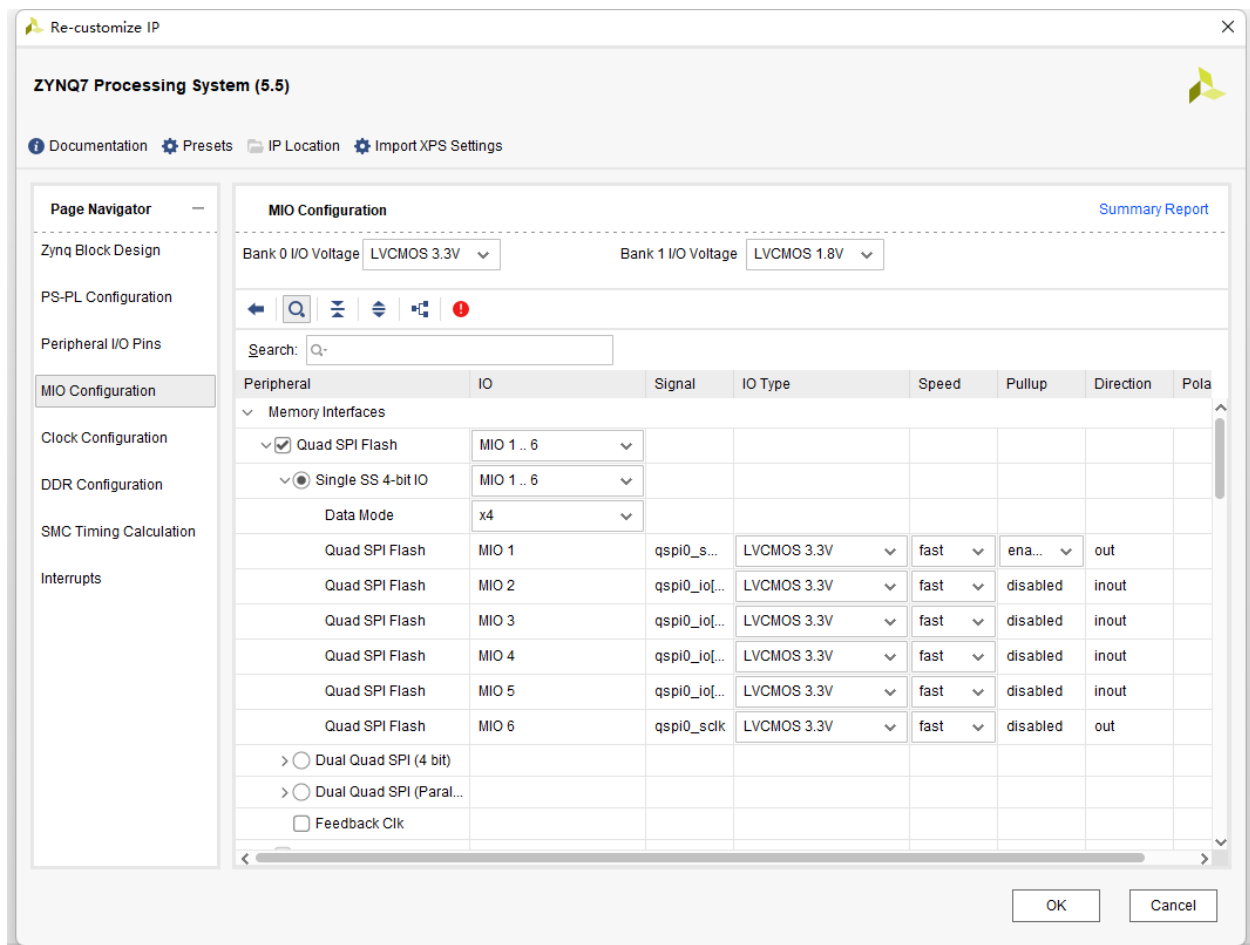 Re-customize IP
ZYNQ7 Processing System (5.5)
Documentation Presets IP Location Import XPS Settings
Page Navigator
Zynq Block Design
PS-PL Configuration
Peripheral I/O Pins
MIO Configuration
Clock Configuration
DDR Configuration
SMC Timing Calculation
Interrupts
MIO Configuration Summary Report
Bank 0 I/O Voltage LVCMOS 3.3V Bank 1 I/O Voltage LVCMOS 1.8V
Search:
Peripheral IO Signal IO Type Speed Pullup Direction Pola
Memory Interfaces
Quad SPI Flash MIO 1 .. 6
Single SS 4-bit IO MIO 1 .. 6
Data Mode x4
Quad SPI Flash MIO 1 qspi0_s... LVCMOS 3.3V fast ena... out
Quad SPI Flash MIO 2 qspi0_io[... LVCMOS 3.3V fast disabled inout
Quad SPI Flash MIO 3 qspi0_io[... LVCMOS 3.3V fast disabled inout
Quad SPI Flash MIO 4 qspi0_io[... LVCMOS 3.3V fast disabled inout
Quad SPI Flash MIO 5 qspi0_io[... LVCMOS 3.3V fast disabled inout
Quad SPI Flash MIO 6 qspi0_sclk LVCMOS 3.3V fast disabled out
Dual Quad SPI (4 bit)
Dual Quad SPI (Paral...
Feedback Clk
OK Cancel